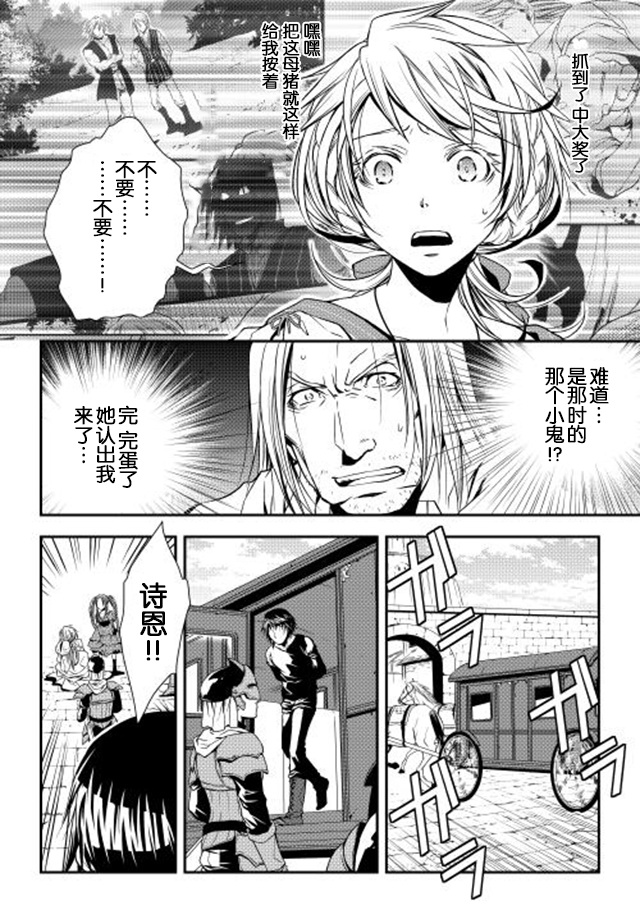 抓到了 中大奖了
嘿嘿
把这母猪就这样
给我按着
不……
不要……
……不要……！
难道…
是那时的
那个小鬼!?
完 完蛋了
她认出我
来了…
ガラガラ
诗恩!!